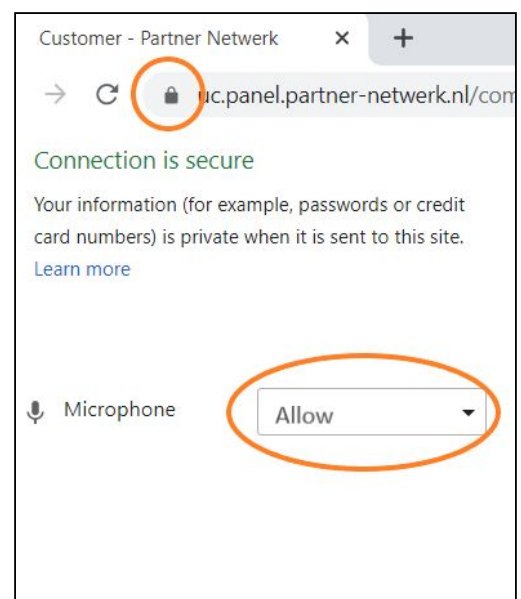 Customer - Partner Netwerk
uc.panel.partner-netwerk.nl/com
Connection is secure
Your information (for example, passwords or credit
card numbers) is private when it is sent to this site.
Learn more
Microphone Allow